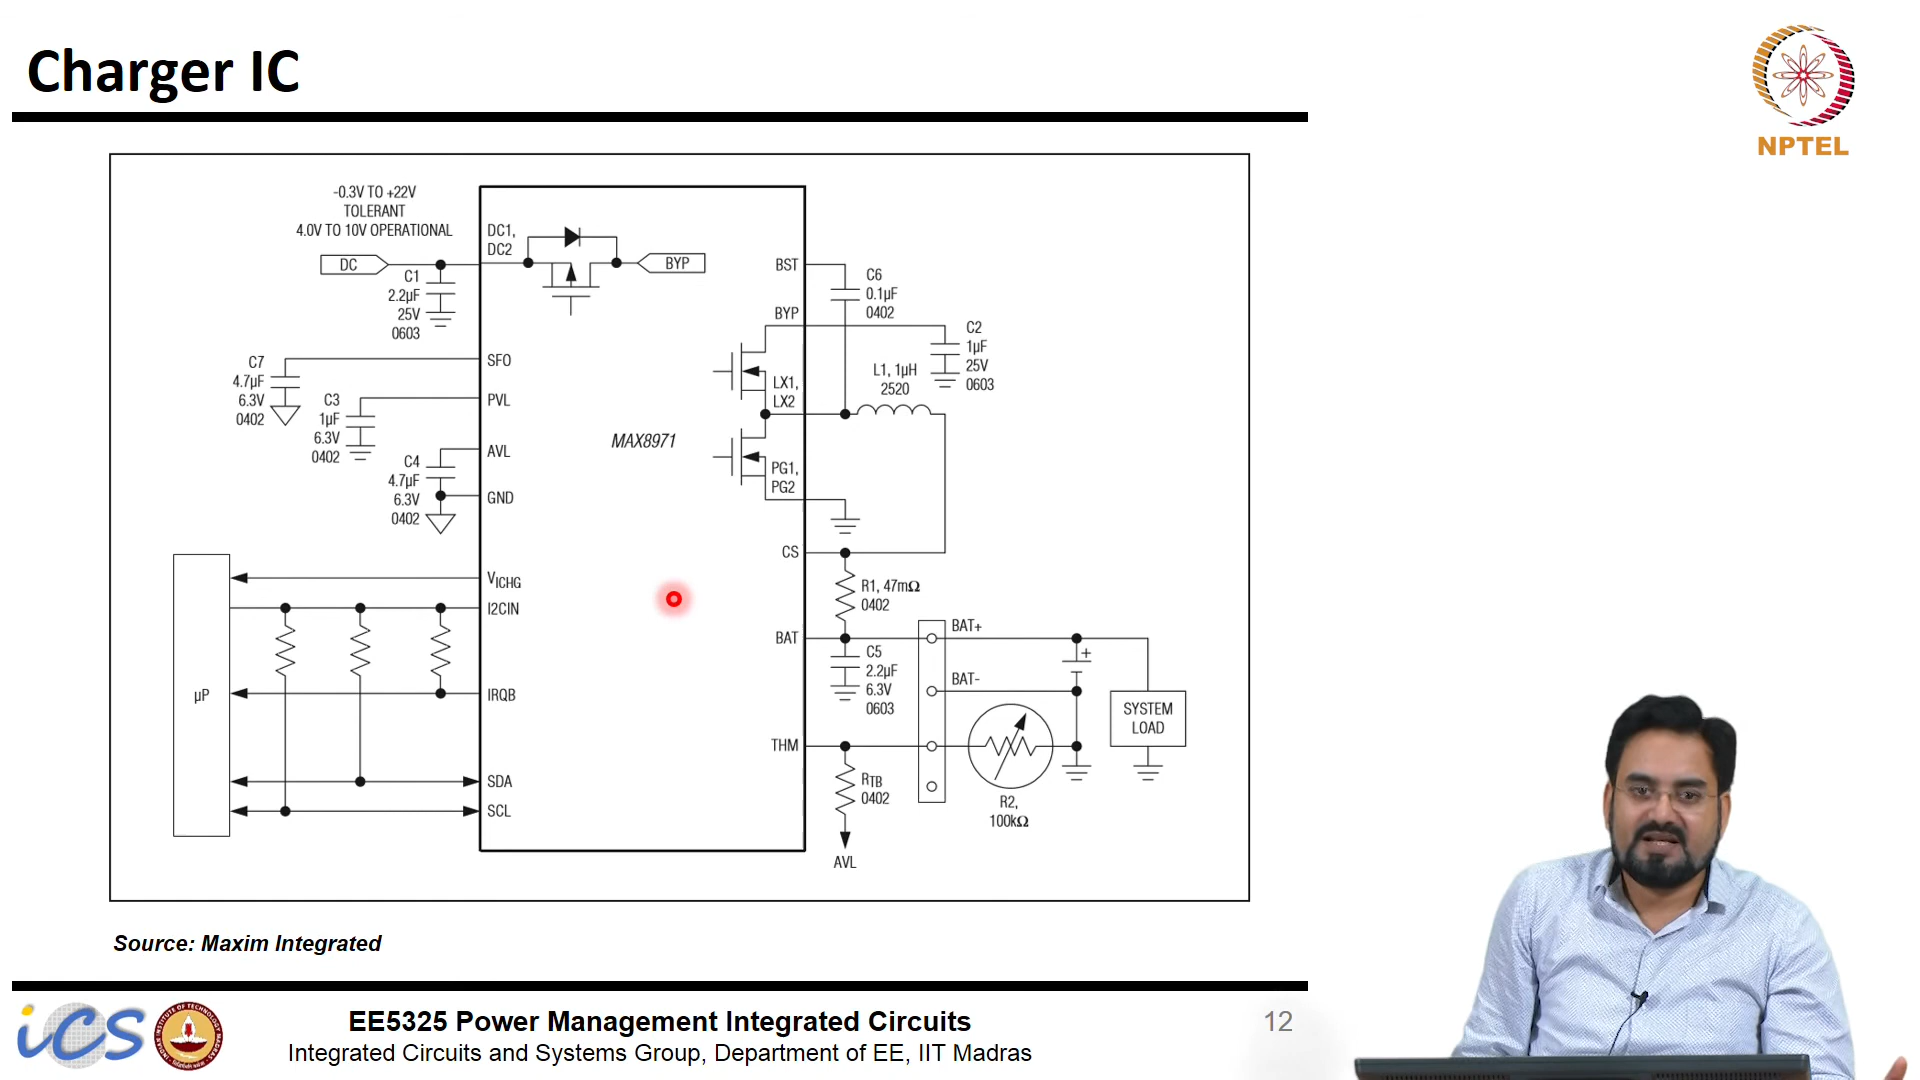 Charger IC
NPTEL
-0.3V TO +22V
TOLERANT
4.0V TO 10V OPERATIONAL
DC
DC1,
DC2
BYP
C1
2.2µF
25V
0603
C7
4.7µF
6.3V
0402
SFO
C3
1µF
6.3V
0402
PVL
C4
4.7µF
6.3V
0402
AVL
GND
MAX8971
BST
C6
0.1µF
0402
BYP
C2
1µF
25V
0603
L1, 1µH
2520
LX1,
LX2
PG1,
PG2
CS
R1, 47mΩ
0402
BAT
C5
2.2µF
6.3V
0603
BAT+
+
BAT-
SYSTEM
LOAD
THM
RTB
0402
AVL
R2,
100kΩ
µP
VICHG
I2CIN
IRQB
SDA
SCL
Source: Maxim Integrated
iCS
EE5325 Power Management Integrated Circuits
Integrated Circuits and Systems Group, Department of EE, IIT Madras
12